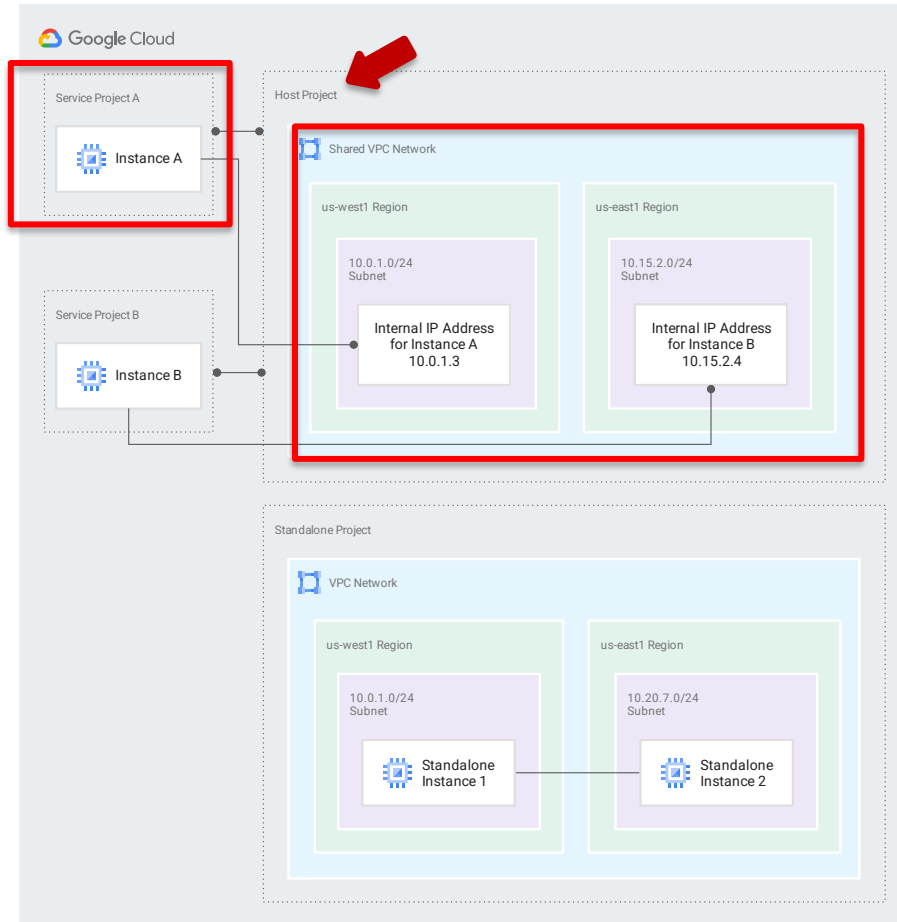 Google Cloud
Service Project A
Instance A
Host Project
Shared VPC Network
us-west1 Region
10.0.1.0/24
Subnet
Internal IP Address
for Instance A
10.0.1.3
us-east1 Region
10.15.2.0/24
Subnet
Internal IP Address
for Instance B
10.15.2.4
Service Project B
Instance B
Standalone Project
VPC Network
us-west1 Region
10.0.1.0/24
Subnet
Standalone
Instance 1
us-east1 Region
10.20.7.0/24
Subnet
Standalone
Instance 2